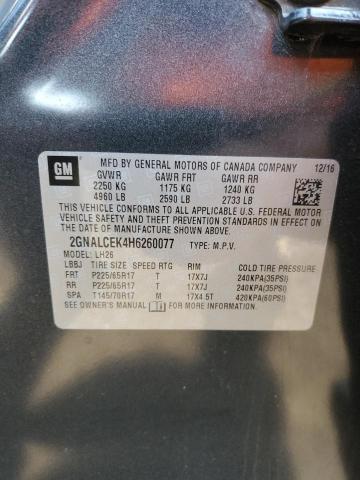 GM
MFD BY GENERAL MOTORS OF CANADA COMPANY 12/16
GVWR GAWR FRT GAWR RR
2250 KG 1175 KG 1240 KG
4960 LB 2590 LB 2733 LB
THIS VEHICLE CONFORMS TO ALL APPLICABLE U.S. FEDERAL
MOTOR VEHICLE SAFETY, BUMPER, AND THEFT PREVENTION
STANDARDS IN EFFECT ON THE DATE OF
MANUFACTURE SHOWN ABOVE.
2GNALCEK4H6260077 TYPE: M.P.V.
MODEL: LH26
LBBJ TIRE SIZE SPEED RTG RIM COLD TIRE PRESSURE
FRT P225/65R17 T 17X7J 240KPA(35PSI)
RR P225/65R17 T 17X7J 240KPA(35PSI)
SPA T145/70R17 M 17X4.5T 420KPA(60PSI)
SEE OWNER'S MANUAL FOR MORE INFORMATION.